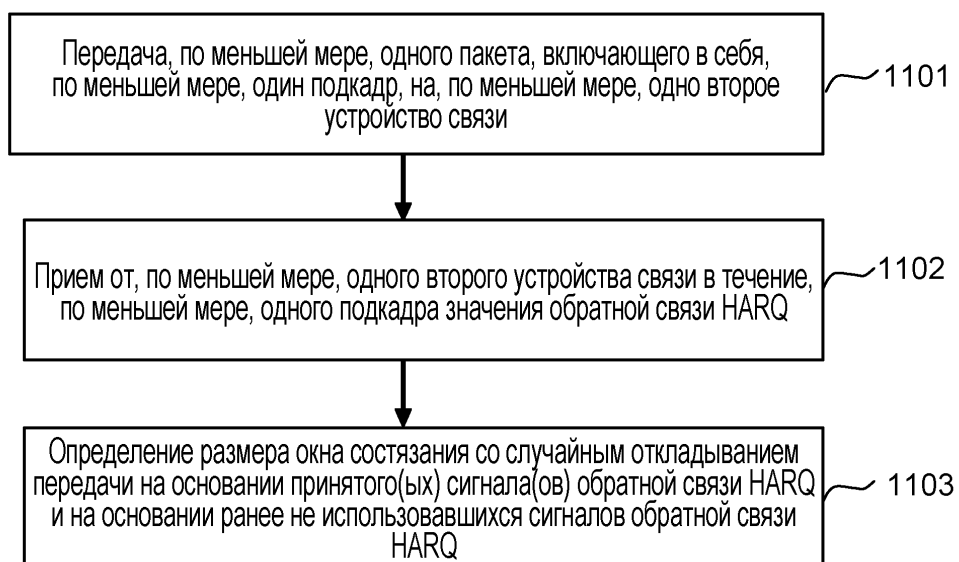 Передача, по меньшей мере, одного пакета, включающего в себя,
по меньшей мере, один подкадр, на, по меньшей мере, одно второе
устройство связи
1101
Прием от, по меньшей мере, одного второго устройства связи в течение,
по меньшей мере, одного подкадра значения обратной связи HARQ
1102
Определение размера окна состязания со случайным откладыванием
передачи на основании принятого(ых) сигнала(ов) обратной связи HARQ
и на основании ранее не использовавшихся сигналов обратной связи
HARQ
1103